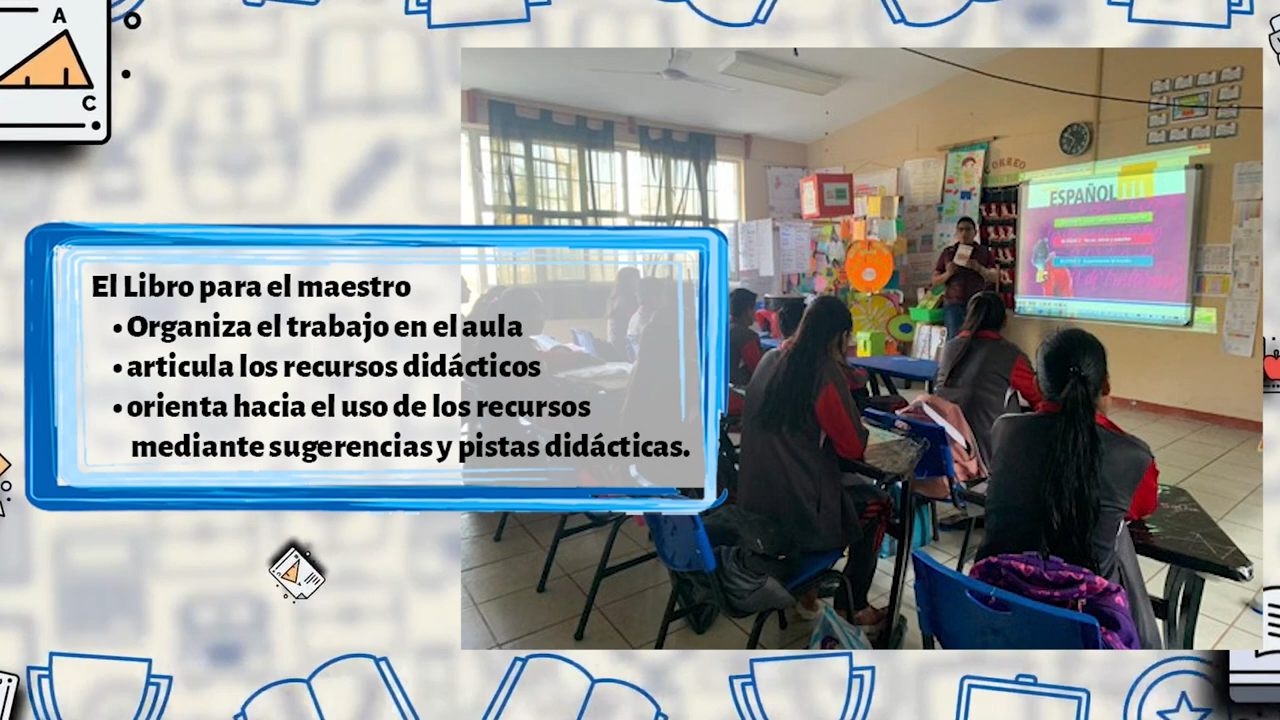 A
C
El Libro para el maestro
• Organiza el trabajo en el aula
• articula los recursos didácticos
• orienta hacia el uso de los recursos
mediante sugerencias y pistas didácticas.
CORREO
ESPAÑOL